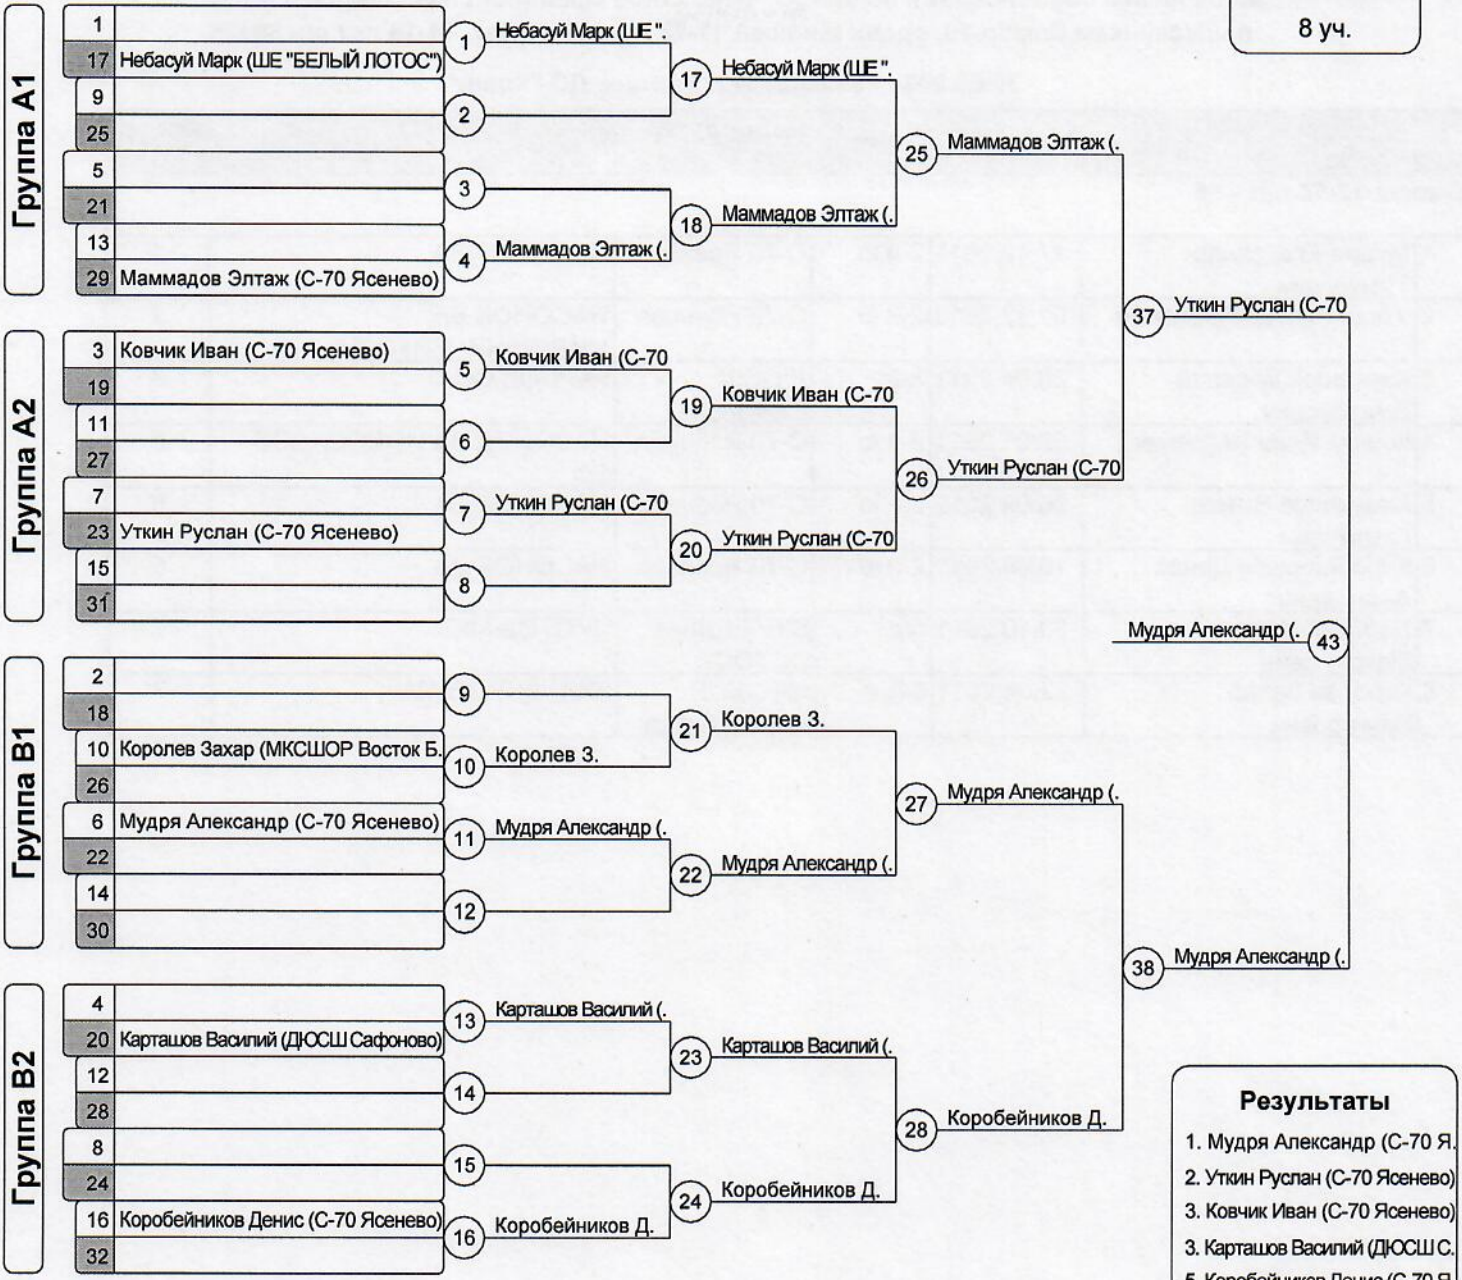 8 уч.
Группа A1
1
17 Небасуй Марк (ШЕ "БЕЛЫЙ ЛОТОС")
9
25
5
21
13
29 Маммадов Элтаж (С-70 Ясенево)
Группа A2
3 Ковчик Иван (С-70 Ясенево)
19
11
27
7
23 Уткин Руслан (С-70 Ясенево)
15
31
Группа B1
2
18
10 Королев Захар (МКСШОР Восток Б.
26
6 Мудря Александр (С-70 Ясенево)
22
14
30
Группа B2
4
20 Карташов Василий (ДЮСШ Сафоново)
12
28
8
24
16 Коробейников Денис (С-70 Ясенево)
32
1 Небасуй Марк (ШЕ ".
2
3
4 Маммадов Элтаж (.
5 Ковчик Иван (С-70
6
7 Уткин Руслан (С-70
8
9
10 Королев З.
11 Мудря Александр (.
12
13 Карташов Василий (.
14
15
16 Коробейников Д.
17 Небасуй Марк (ШЕ ".
18 Маммадов Элтаж (.
19 Ковчик Иван (С-70
20 Уткин Руслан (С-70
21 Королев З.
22 Мудря Александр (.
23 Карташов Василий (.
24 Коробейников Д.
25 Маммадов Элтаж (.
26 Уткин Руслан (С-70
27 Мудря Александр (.
28 Коробейников Д.
37 Уткин Руслан (С-70
38 Мудря Александр (.
Мудря Александр (. 43
Результаты
1. Мудря Александр (С-70 Я.
2. Уткин Руслан (С-70 Ясенево)
3. Ковчик Иван (С-70 Ясенево)
3. Карташов Василий (ДЮСШ С.
5. Коробейников Денис (С-70 Я.